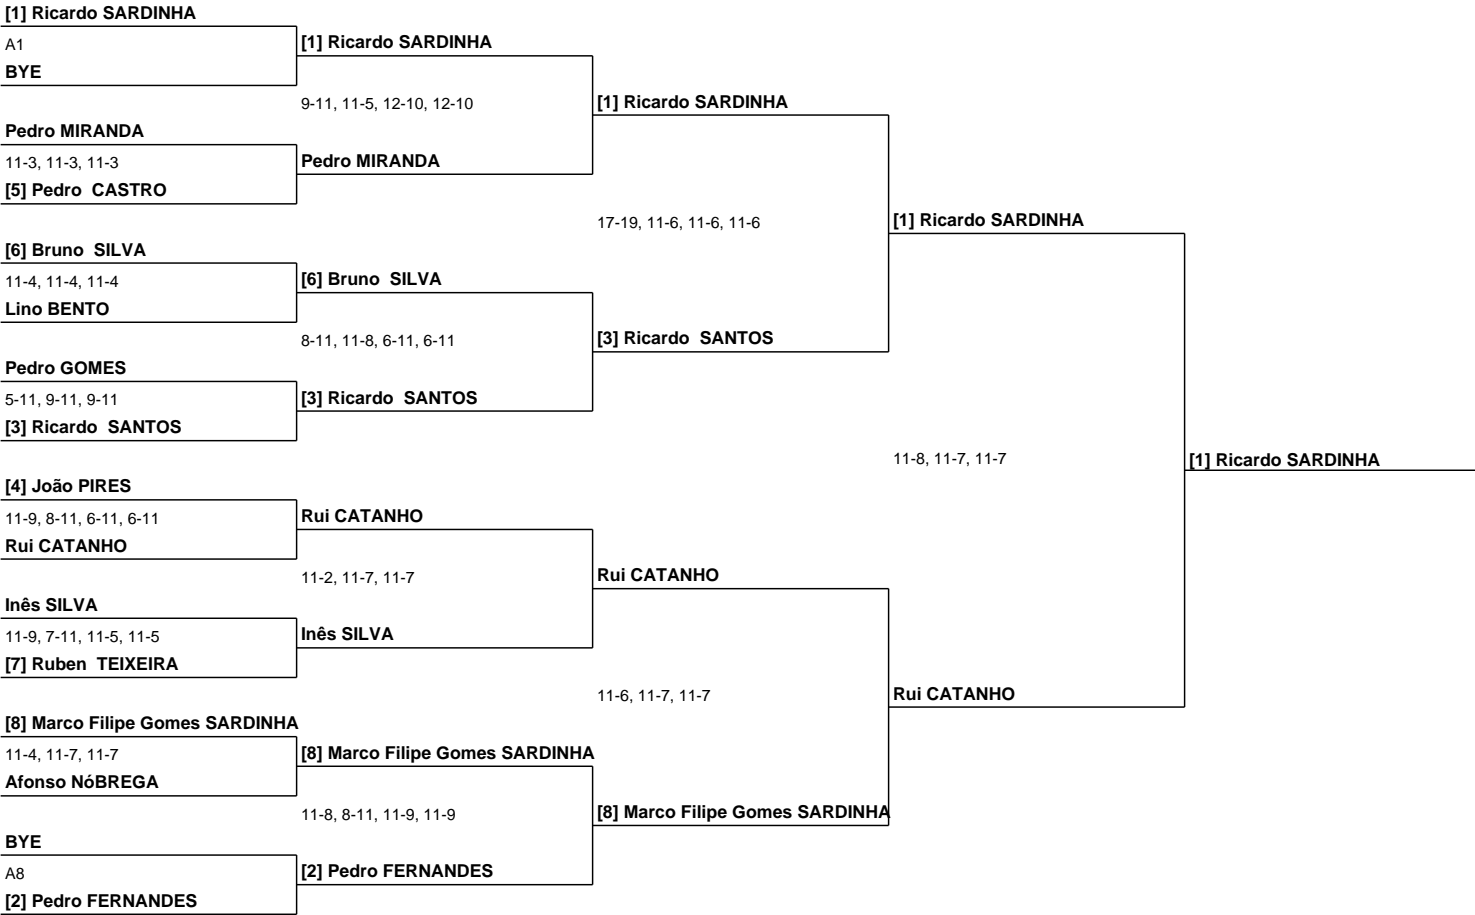 [1] Ricardo SARDINHA
A1
BYE
Pedro MIRANDA
11-3, 11-3, 11-3
[5] Pedro  CASTRO
[6] Bruno  SILVA
11-4, 11-4, 11-4
Lino BENTO
Pedro GOMES
5-11, 9-11, 9-11
[3] Ricardo  SANTOS
[4] João PIRES
11-9, 8-11, 6-11, 6-11
Rui CATANHO
Inês SILVA
11-9, 7-11, 11-5, 11-5
[7] Ruben  TEIXEIRA
[8] Marco Filipe Gomes SARDINHA
11-4, 11-7, 11-7
Afonso NóBREGA
BYE
A8
[2] Pedro FERNANDES
[1] Ricardo SARDINHA
9-11, 11-5, 12-10, 12-10
Pedro MIRANDA
[6] Bruno  SILVA
8-11, 11-8, 6-11, 6-11
[3] Ricardo  SANTOS
Rui CATANHO
11-2, 11-7, 11-7
Inês SILVA
[8] Marco Filipe Gomes SARDINHA
11-8, 8-11, 11-9, 11-9
[2] Pedro FERNANDES
[1] Ricardo SARDINHA
17-19, 11-6, 11-6, 11-6
[3] Ricardo  SANTOS
Rui CATANHO
11-6, 11-7, 11-7
[8] Marco Filipe Gomes SARDINHA
[1] Ricardo SARDINHA
11-8, 11-7, 11-7
Rui CATANHO
[1] Ricardo SARDINHA